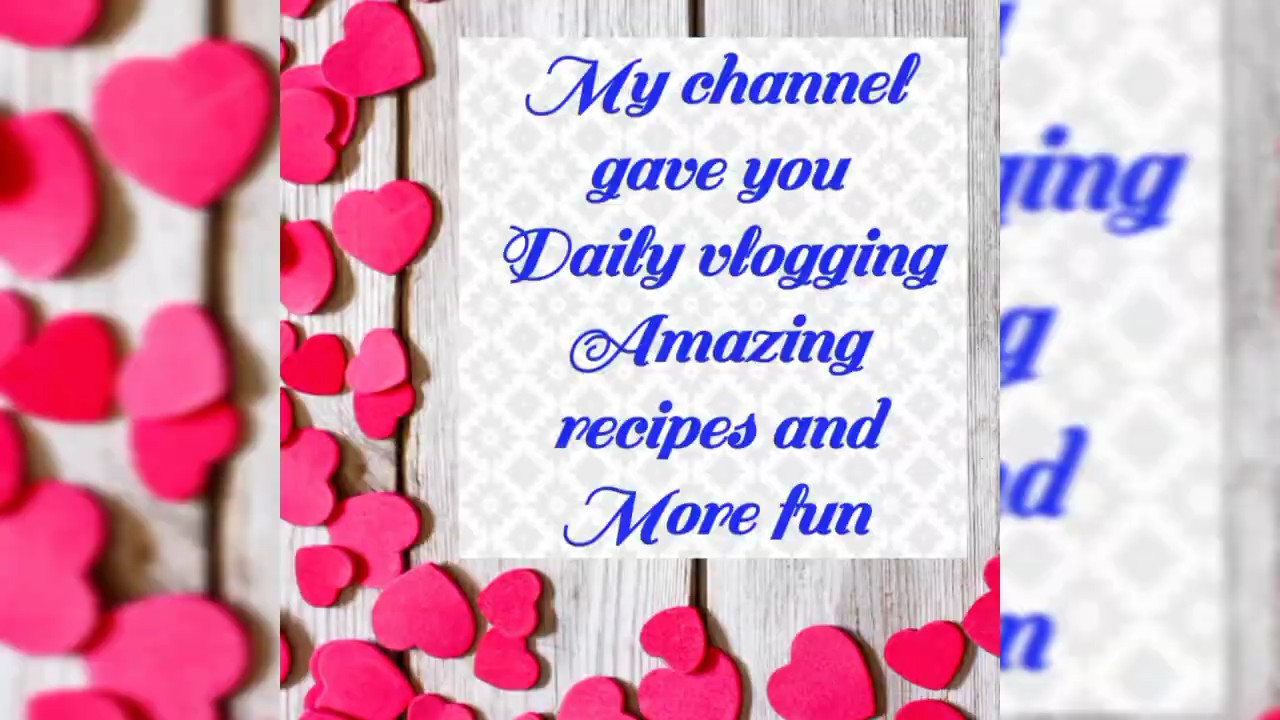 My channel
gave you
Daily vlogging
Amazing
recipes and
More fun